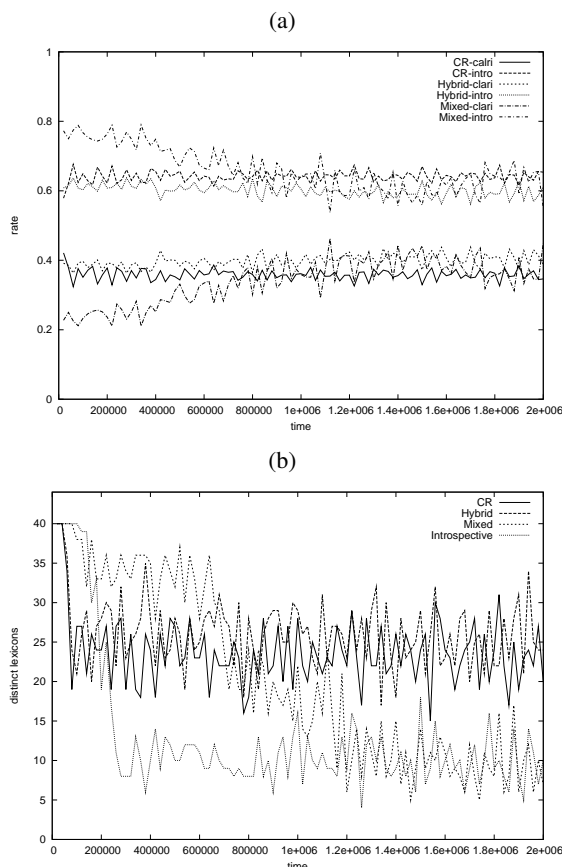 (a)
1
0.8
0.6
0.4
0.2
0
rate
CR-calri
CR-intro
Hybrid-clari
Hybrid-intro
Mixed-clari
Mixed-intro
0 200000 400000 600000 800000 1e+006 1.2e+006 1.4e+006 1.6e+006 1.8e+006 2e+006
time
(b)
40
35
30
25
20
15
10
5
0
distinct lexicons
CR
Hybrid
Mixed
Introspective
0 200000 400000 600000 800000 1e+006 1.2e+006 1.4e+006 1.6e+006 1.8e+006 2e+006
time